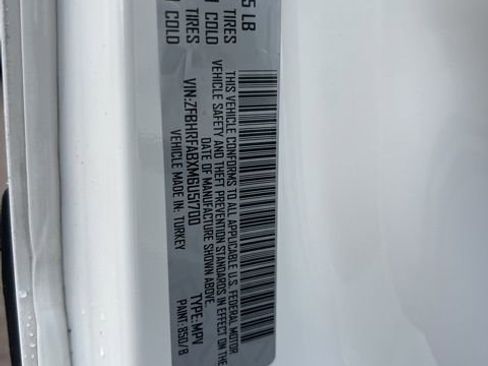 5 LB
TIRES TIRES
COLD COLD
THIS VEHICLE CONFORMS TO ALL APPLICABLE U.S. FEDERAL MOTOR
VEHICLE SAFETY AND THEFT PREVENTION STANDARDS IN EFFECT ON THE
DATE OF MANUFACTURE SHOWN ABOVE
VIN:ZFBHRFABXM6U51700
TYPE: MPV
VEHICLE MADE IN: TURKEY
PAINT: 850/B